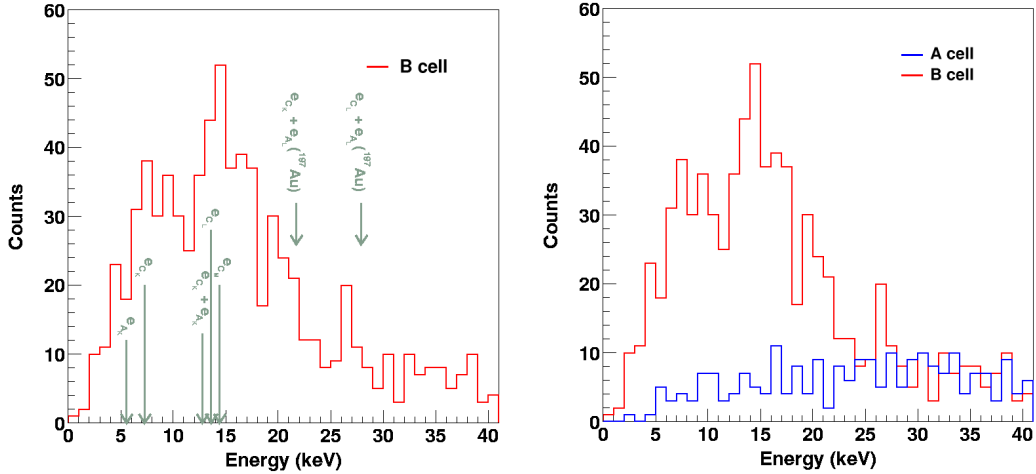 60
50
40
30
20
10
0
Counts
B cell
e_{C_K} + e_{A_L} (^{197}Au)
e_{C_L} + e_{A_L} (^{197}Au)
e_{A_K}
e_{C_K}
e_{C_K} + e_{A_K}
e_{C_L}
e_{C_M}
0 5 10 15 20 25 30 35 40
Energy (keV)
60
50
40
30
20
10
0
Counts
A cell
B cell
0 5 10 15 20 25 30 35 40
Energy (keV)